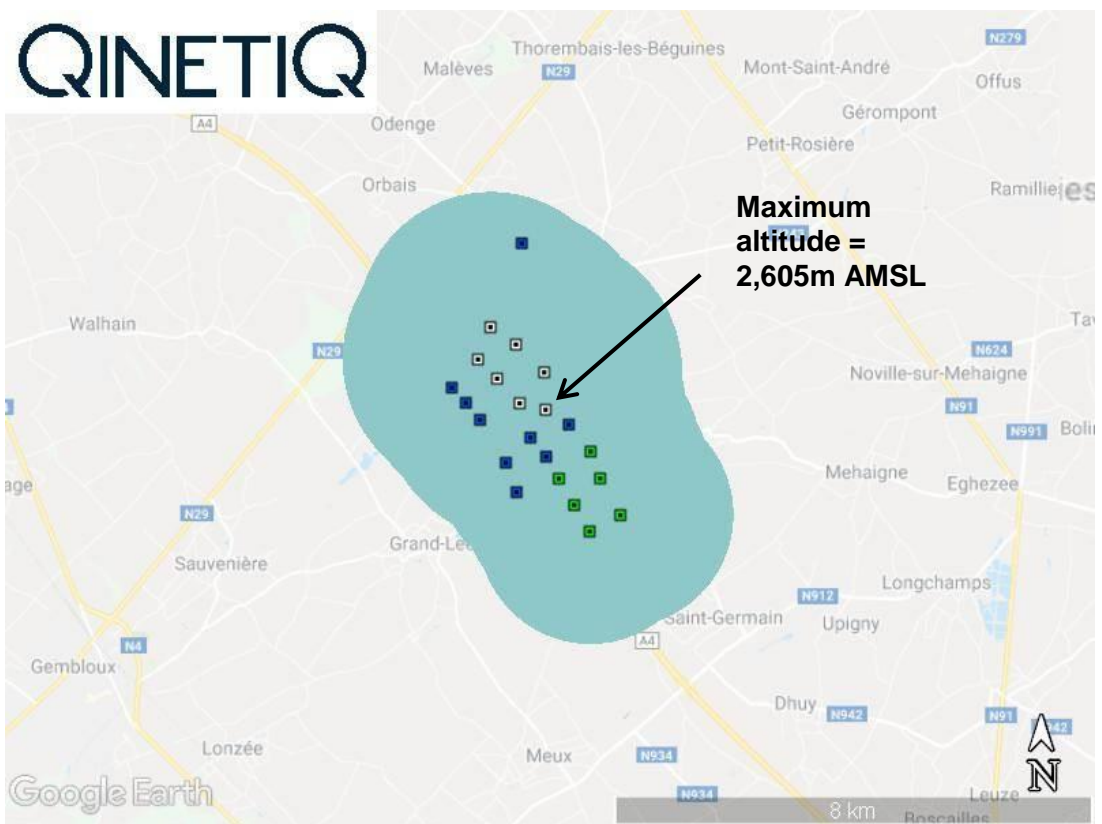 QINETIQ
Thorembais-les-Béguines
N279
Malèves
N29
Mont-Saint-André
Offus
A4
Odenge
Gérompont
Petit-Rosière
Orbais
Ramillies
Maximum
altitude =
2,605m AMSL
Walhain
N29
N624
Noville-sur-Mehaigne
N91
N991
Mehaigne
Eghezee
N29
Sauvenière
Longchamps
N912
Saint-Germain
Upigny
A4
N4
Gembloux
Dhuy
N942
N91
Lonzée
Meux
N934
N
Google Earth
N934
Leuze
8 km
Boscailles